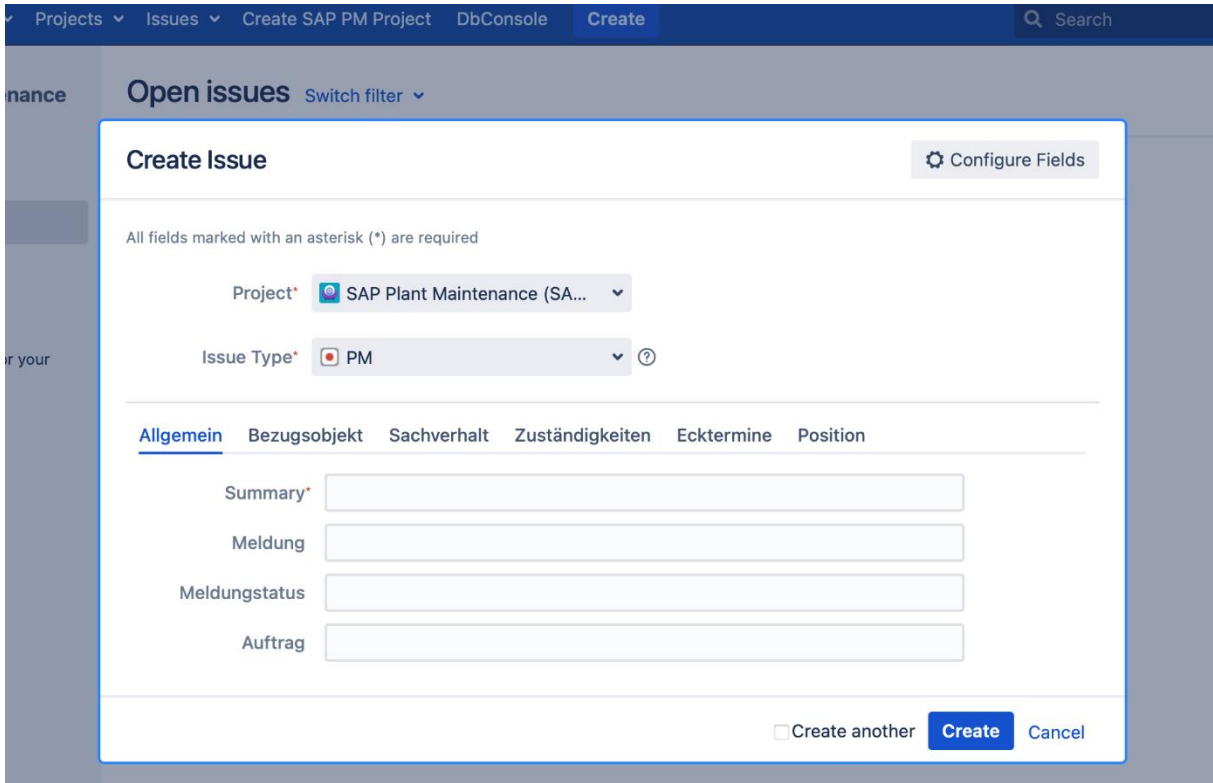 Projects Issues Create SAP PM Project DbConsole Create Search
Open issues Switch filter
Create Issue Configure Fields
All fields marked with an asterisk (*) are required
Project* SAP Plant Maintenance (SA...
your
Issue Type* PM
Allgemein Bezugsobjekt Sachverhalt Zuständigkeiten Ecktermine Position
Summary*
Meldung
Meldungstatus
Auftrag
Create another Create Cancel